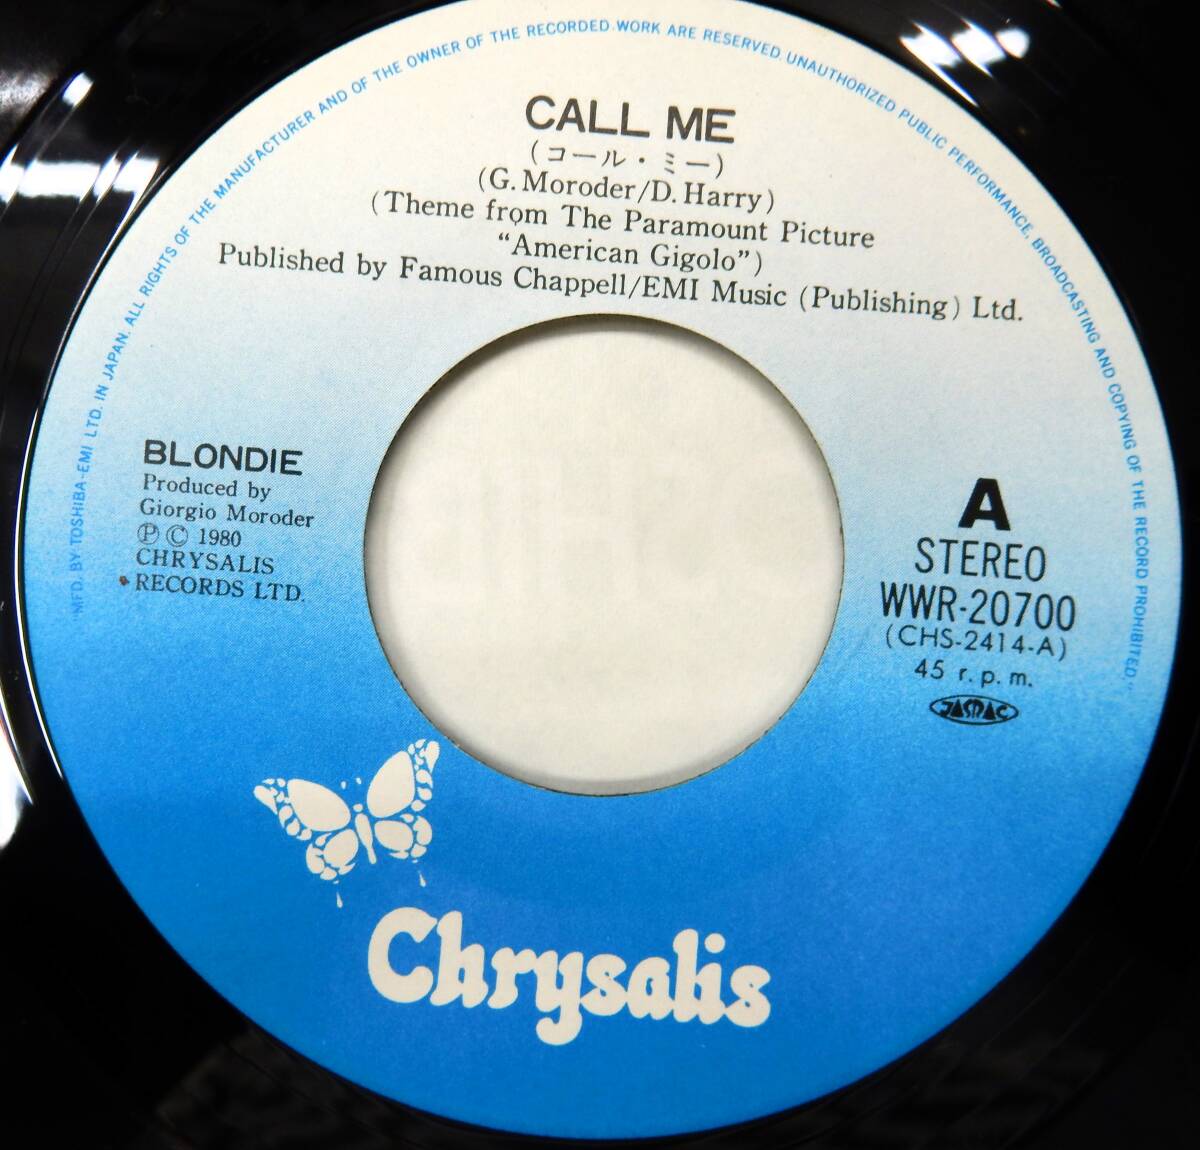 "MFD. BY TOSHIBA-EMI LTD. IN JAPAN. ALL RIGHTS OF THE MANUFACTURER AND OF THE OWNER OF THE RECORDED WORK ARE RESERVED. UNAUTHORIZED PUBLIC PERFORMANCE, BROADCASTING AND COPYING OF THE RECORD PROHIBITED."
CALL ME
(コール・ミー)
(G. Moroder/D. Harry)
(Theme from The Paramount Picture
“American Gigolo”)
Published by Famous Chappell/EMI Music (Publishing) Ltd.
BLONDIE
Produced by
Giorgio Moroder
Ⓟ Ⓒ 1980
CHRYSALIS
RECORDS LTD.
A
STEREO
WWR-20700
(CHS-2414-A)
45 r.p.m.
JASRAC
Chrysalis